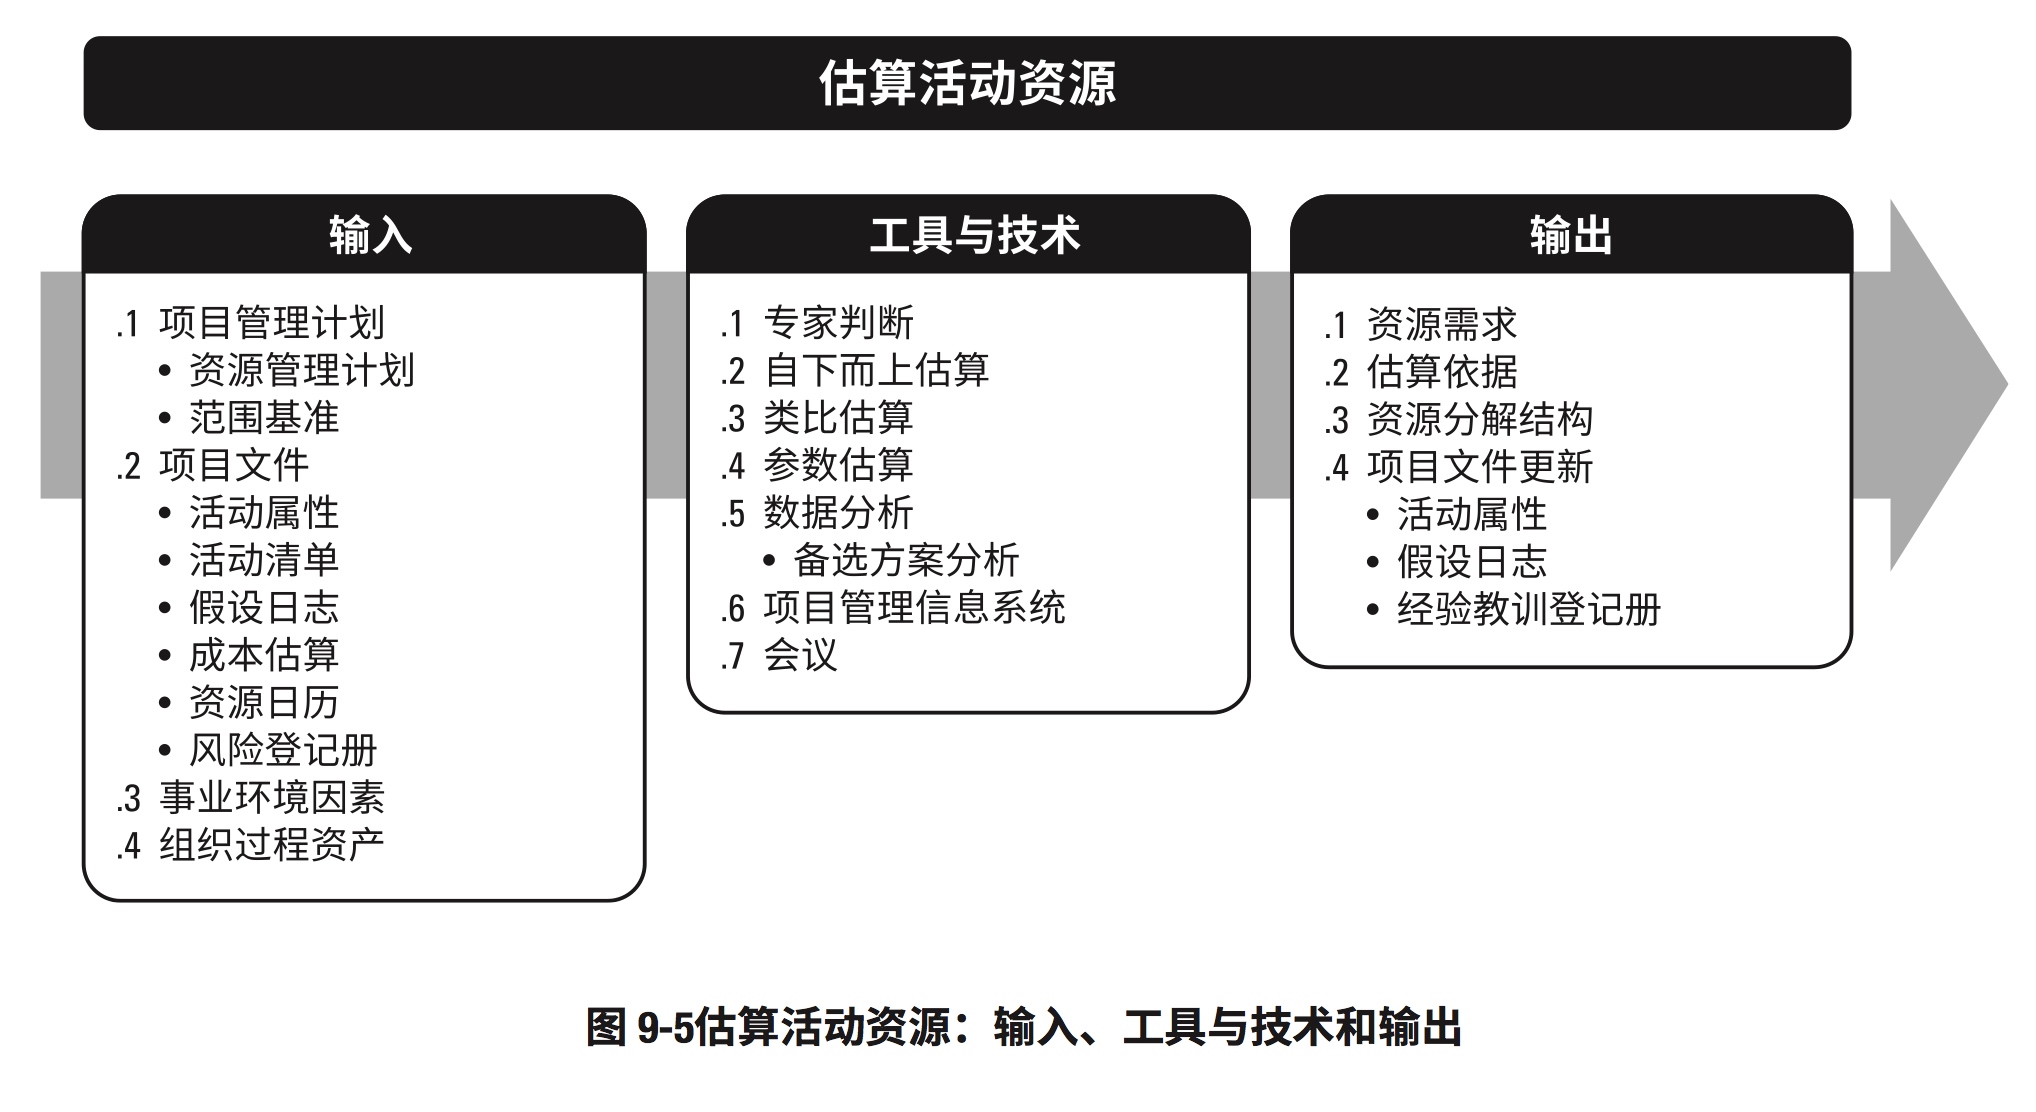 估算活动资源
输入
.1 项目管理计划
• 资源管理计划
• 范围基准
.2 项目文件
• 活动属性
• 活动清单
• 假设日志
• 成本估算
• 资源日历
• 风险登记册
.3 事业环境因素
.4 组织过程资产
工具与技术
.1 专家判断
.2 自下而上估算
.3 类比估算
.4 参数估算
.5 数据分析
• 备选方案分析
.6 项目管理信息系统
.7 会议
输出
.1 资源需求
.2 估算依据
.3 资源分解结构
.4 项目文件更新
• 活动属性
• 假设日志
• 经验教训登记册
图 9-5估算活动资源：输入、工具与技术和输出